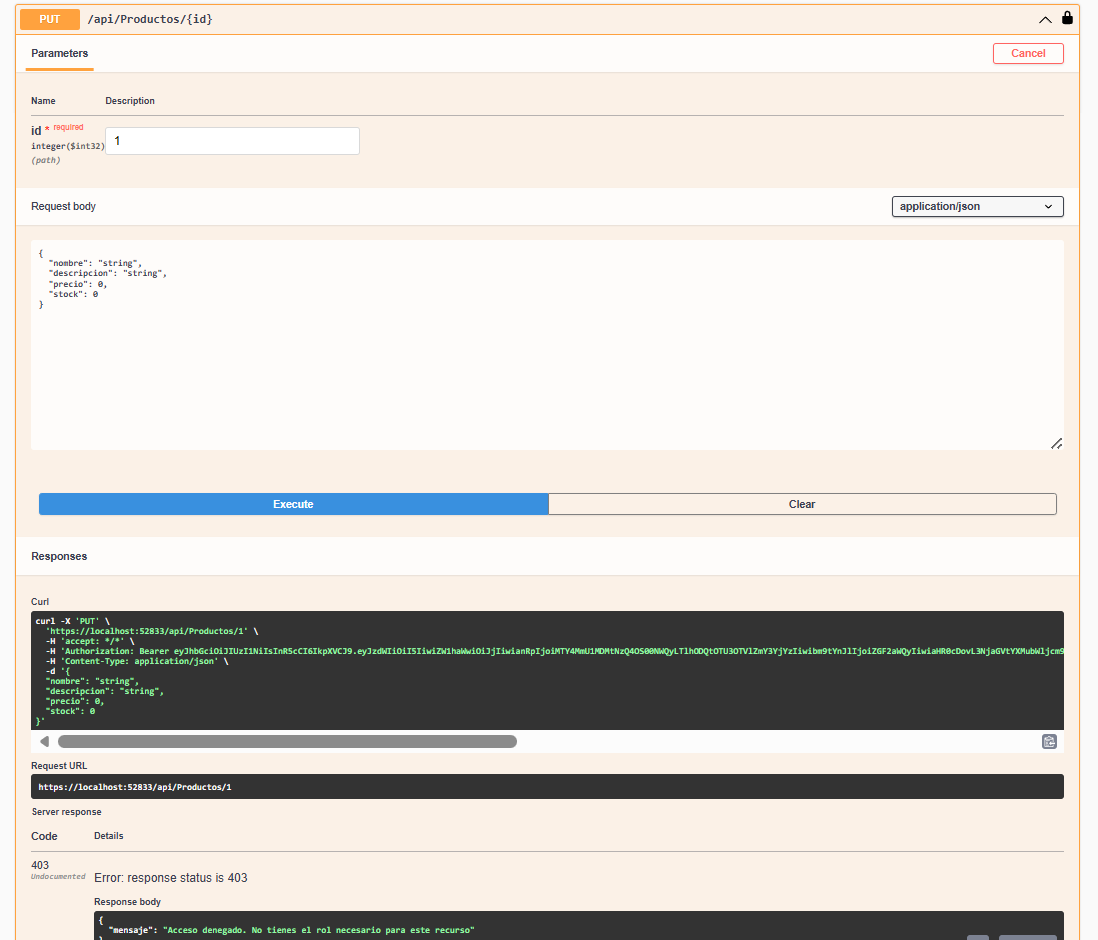 PUT /api/Productos/{id}
Parameters
Cancel
Name Description
id * required
integer($int32)
(path)
1
Request body
application/json
{
  "nombre": "string",
  "descripcion": "string",
  "precio": 0,
  "stock": 0
}
Execute
Clear
Responses
Curl
curl -X 'PUT' \
  'https://localhost:52833/api/Productos/1' \
  -H 'accept: */*' \
  -H 'Authorization: Bearer
  -H 'Content-Type: application/json' \
  -d '{
  "nombre": "string",
  "descripcion": "string",
  "precio": 0,
  "stock": 0
}'
Request URL
https://localhost:52833/api/Productos/1
Server response
Code Details
403
Undocumented
Error: response status is 403
Response body
{
  "mensaje": "Acceso denegado. No tienes el rol necesario para este recurso"